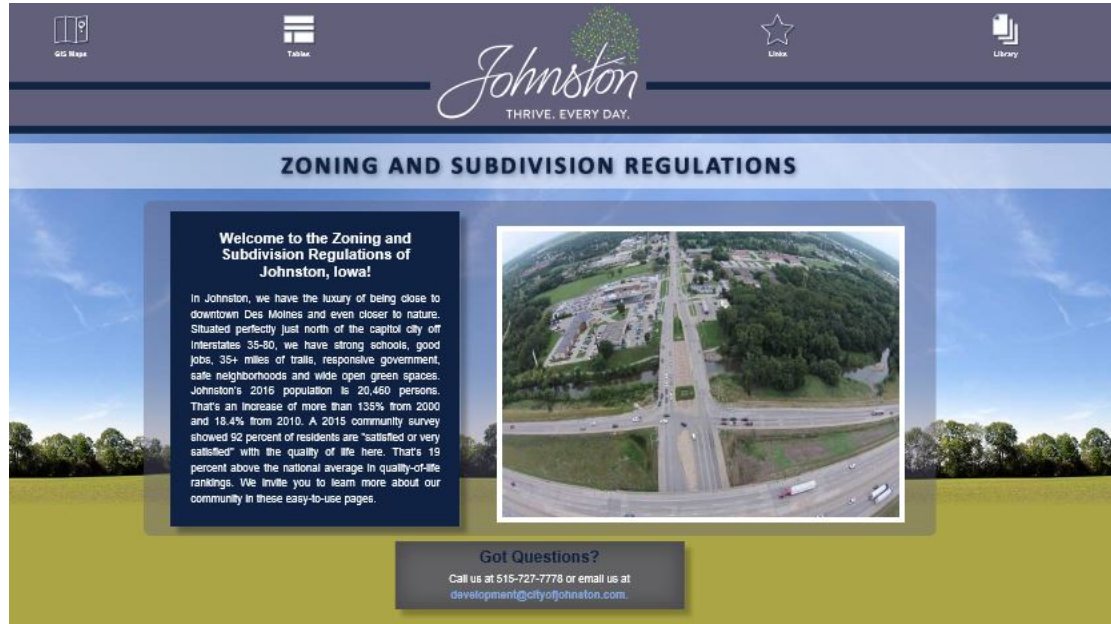 GIS Maps
Tables
Johnston
THRIVE. EVERY DAY.
Links
Library
ZONING AND SUBDIVISION REGULATIONS
Welcome to the Zoning and
Subdivision Regulations of
Johnston, Iowa!
In Johnston, we have the luxury of being close to
downtown Des Moines and even closer to nature.
Situated perfectly just north of the capitol city off
Interstates 35-80, we have strong schools, good
jobs, 35+ miles of trails, responsive government,
safe neighborhoods and wide open green spaces.
Johnston's 2016 population is 20,460 persons.
That's an increase of more than 135% from 2000
and 18.4% from 2010. A 2015 community survey
showed 92 percent of residents are "satisfied or very
satisfied" with the quality of life here. That's 19
percent above the national average in quality-of-life
rankings. We invite you to learn more about our
community in these easy-to-use pages.
Got Questions?
Call us at 515-727-7778 or email us at
development@cityofjohnston.com.